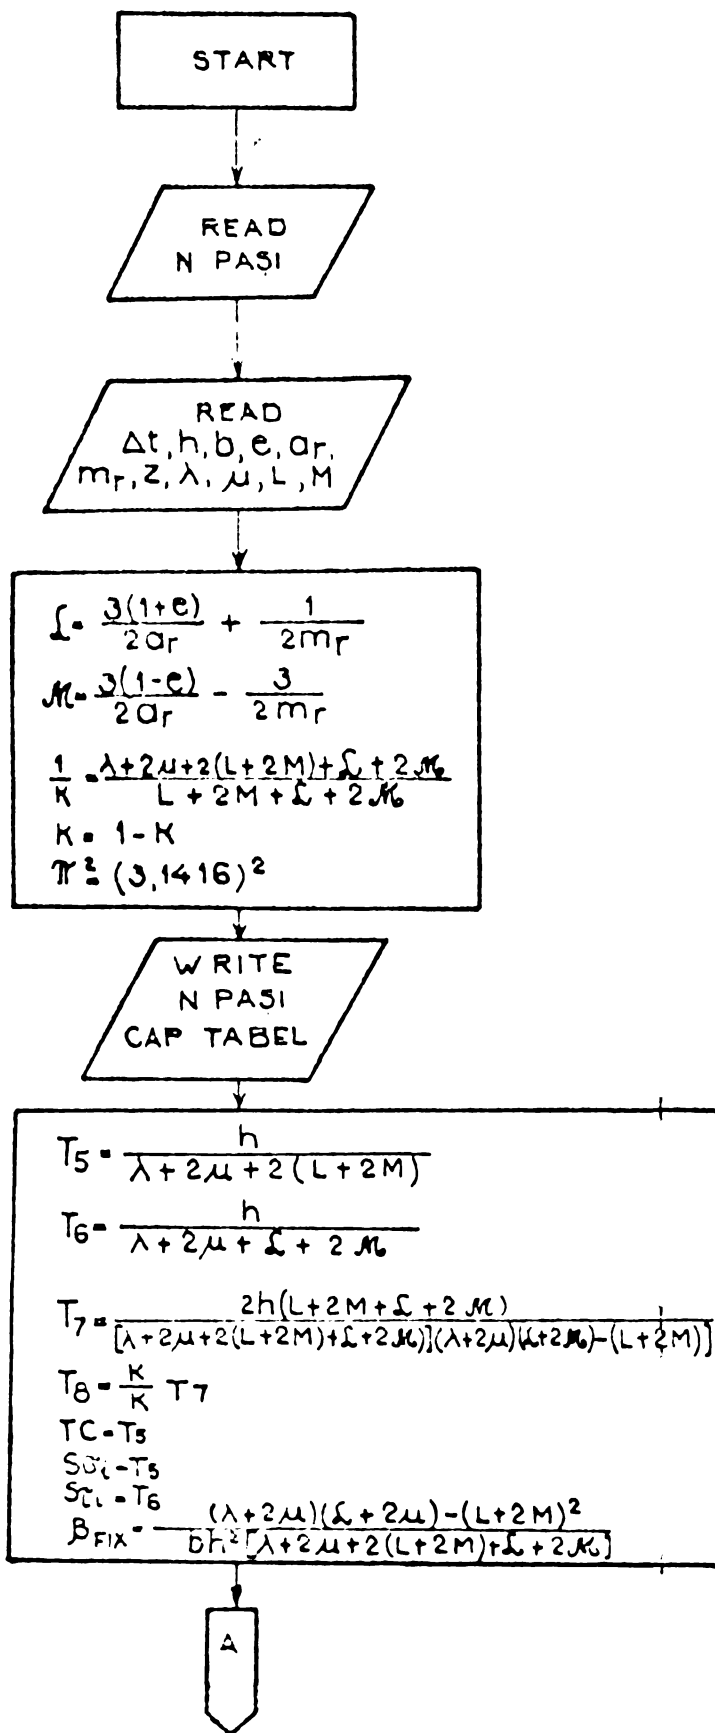 START
READ
N PASI
READ
Δt, h, b, e, ar,
mr, z, λ, μ, L, M
ℒ = 3(1+e)/2ar + 1/2mr
ℳ = 3(1-e)/2ar - 3/2mr
1/K = λ+2μ+2(L+2M)+ℒ+2ℳ / L+2M+ℒ+2ℳ
K = 1-K
π² = (3,1416)²
WRITE
N PASI
CAP TABEL
T5 = h / λ+2μ+2(L+2M)
T6 = h / λ+2μ+ℒ+2ℳ
T7 = 2h(L+2M+ℒ+2ℳ) / [λ+2μ+2(L+2M)+ℒ+2ℳ)](λ+2μ)(ℒ+2ℳ)-(L+2M)]
T8 = K/K T7
TC = T5
Sσi - T5
Sτi = T6
βFIX = (λ+2μ)(ℒ+2μ)-(L+2M)² / bh²[λ+2μ+2(L+2M)+ℒ+2ℳ]
A